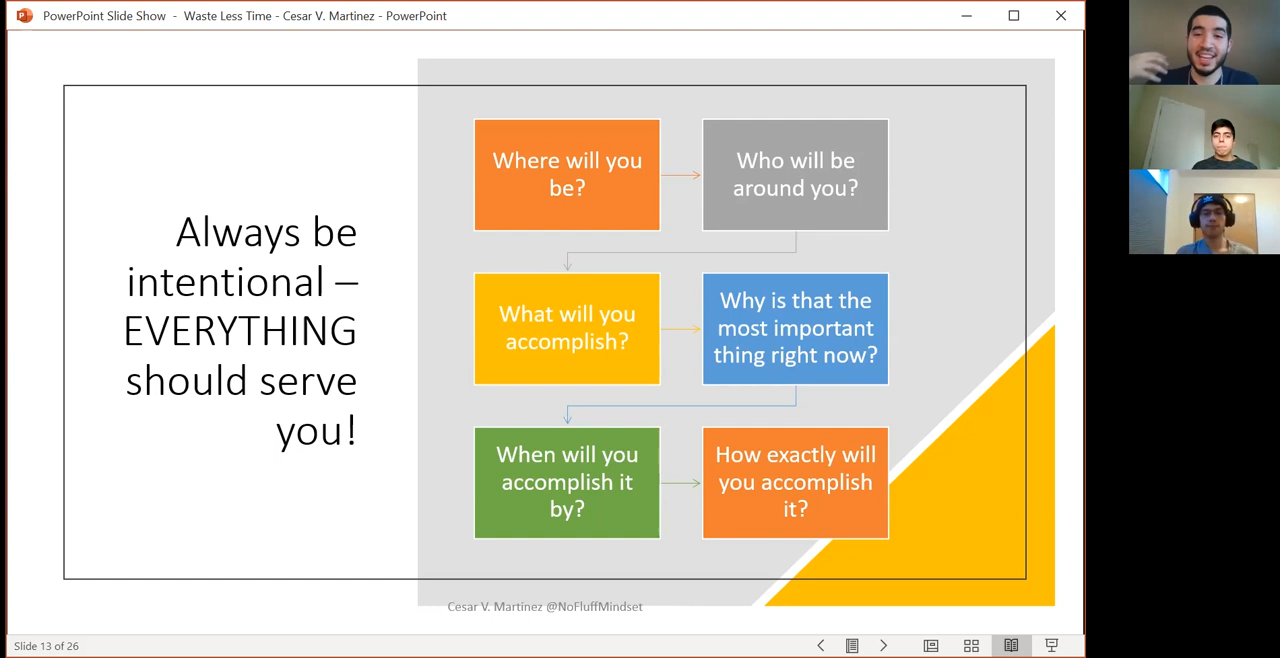 PowerPoint Slide Show - Waste Less Time - Cesar V. Martinez - PowerPoint
Always be
intentional –
EVERYTHING
should serve
you!
Where will you
be?
Who will be
around you?
What will you
accomplish?
Why is that the
most important
thing right now?
When will you
accomplish it
by?
How exactly will
you accomplish
it?
Cesar V. Martinez @NoFluffMindset
Slide 13 of 26